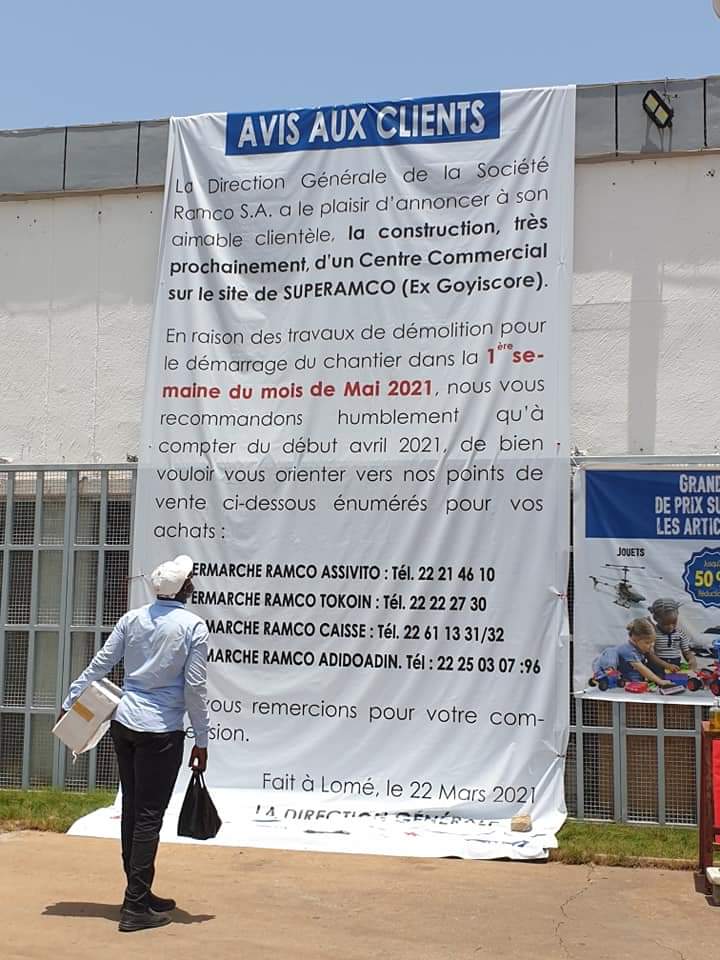 AVIS AUX CLIENTS
La Direction Générale de la Société
Ramco S.A. a le plaisir d'annoncer à son
aimable clientèle, la construction, très
prochainement, d'un Centre Commercial
sur le site de SUPERAMCO (Ex Goyiscore).
En raison des travaux de démolition pour
le démarrage du chantier dans la 1ère se-
maine du mois de Mai 2021, nous vous
recommandons humblement qu'à
compter du début avril 2021, de bien
vouloir vous orienter vers nos points de
vente ci-dessous énumérés pour vos
achats :
ERMARCHE RAMCO ASSIVITO : Tél. 22 21 46 10
ERMARCHE RAMCO TOKOIN : Tél. 22 22 27 30
MARCHE RAMCO CAISSE : Tél. 22 61 13 31/32
MARCHE RAMCO ADIDOADIN. Tél : 22 25 03 07 :96
vous remercions pour votre com-
sion.
Fait à Lomé, le 22 Mars 2021
LA DIRECTION GÉNÉRALE
GRAND
DE PRIX SU
LES ARTIC
JOUETS
50